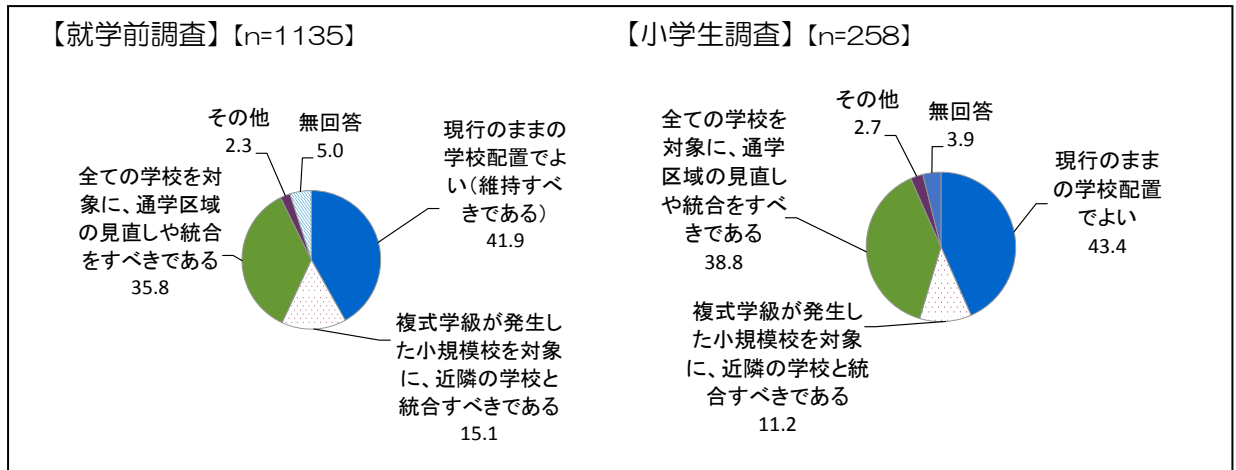 【就学前調査】【n=1135】
その他
2.3
無回答
5.0
現行のままの
学校配置でよ
い(維持すべ
きである)
41.9
全ての学校を対
象に、通学区域
の見直しや統合
をすべきである
35.8
複式学級が発生し
た小規模校を対象
に、近隣の学校と
統合すべきである
15.1
【小学生調査】【n=258】
その他
2.7
無回答
3.9
全ての学校を
対象に、通学
区域の見直し
や統合をすべ
きである
38.8
現行のまま
の学校配置
でよい
43.4
複式学級が発生し
た小規模校を対象
に、近隣の学校と統
合すべきである
11.2